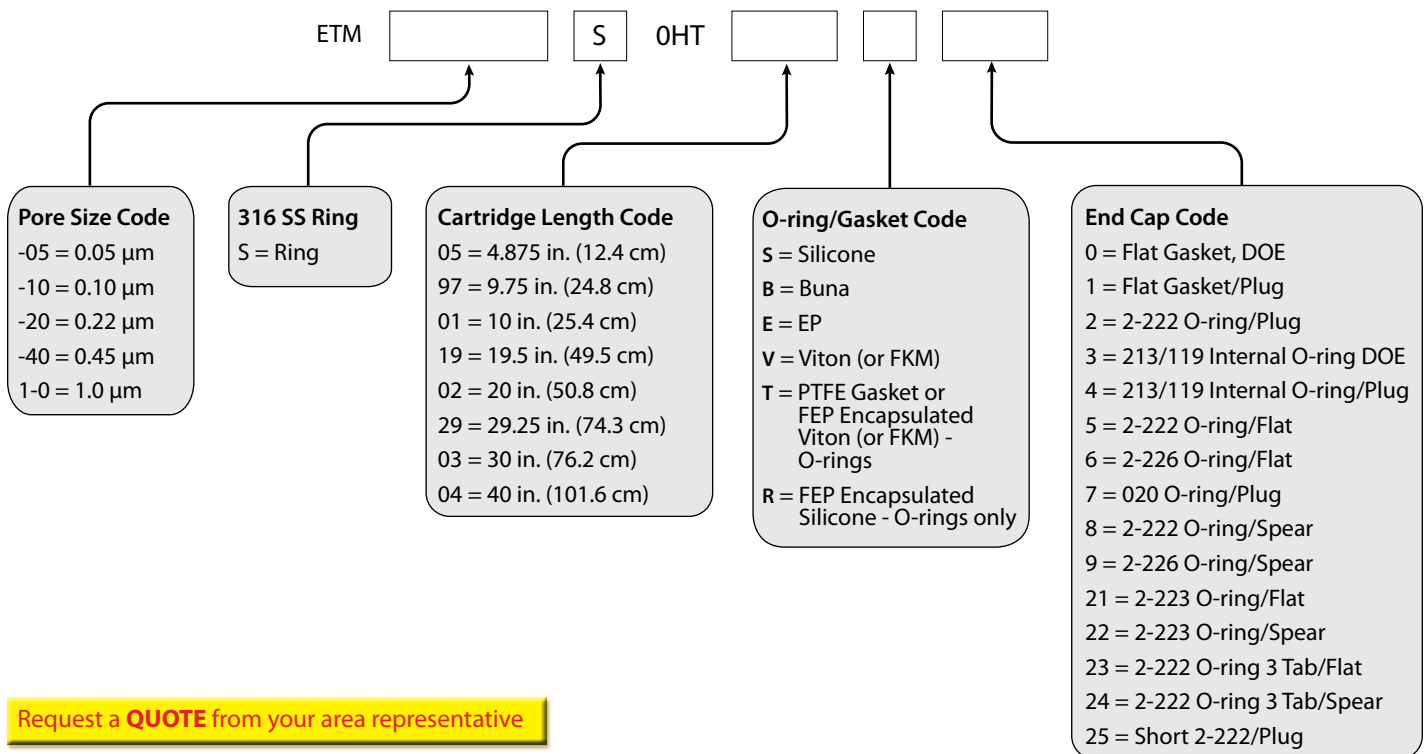 ETM S 0HT
Pore Size Code
-05 = 0.05 µm
-10 = 0.10 µm
-20 = 0.22 µm
-40 = 0.45 µm
1-0 = 1.0 µm
316 SS Ring
S = Ring
Cartridge Length Code
05 = 4.875 in. (12.4 cm)
97 = 9.75 in. (24.8 cm)
01 = 10 in. (25.4 cm)
19 = 19.5 in. (49.5 cm)
02 = 20 in. (50.8 cm)
29 = 29.25 in. (74.3 cm)
03 = 30 in. (76.2 cm)
04 = 40 in. (101.6 cm)
O-ring/Gasket Code
S = Silicone
B = Buna
E = EP
V = Viton (or FKM)
T = PTFE Gasket or
FEP Encapsulated
Viton (or FKM) -
O-rings
R = FEP Encapsulated
Silicone - O-rings only
End Cap Code
0 = Flat Gasket, DOE
1 = Flat Gasket/Plug
2 = 2-222 O-ring/Plug
3 = 213/119 Internal O-ring DOE
4 = 213/119 Internal O-ring/Plug
5 = 2-222 O-ring/Flat
6 = 2-226 O-ring/Flat
7 = 020 O-ring/Plug
8 = 2-222 O-ring/Spear
9 = 2-226 O-ring/Spear
21 = 2-223 O-ring/Flat
22 = 2-223 O-ring/Spear
23 = 2-222 O-ring 3 Tab/Flat
24 = 2-222 O-ring 3 Tab/Spear
25 = Short 2-222/Plug
Request a QUOTE from your area representative